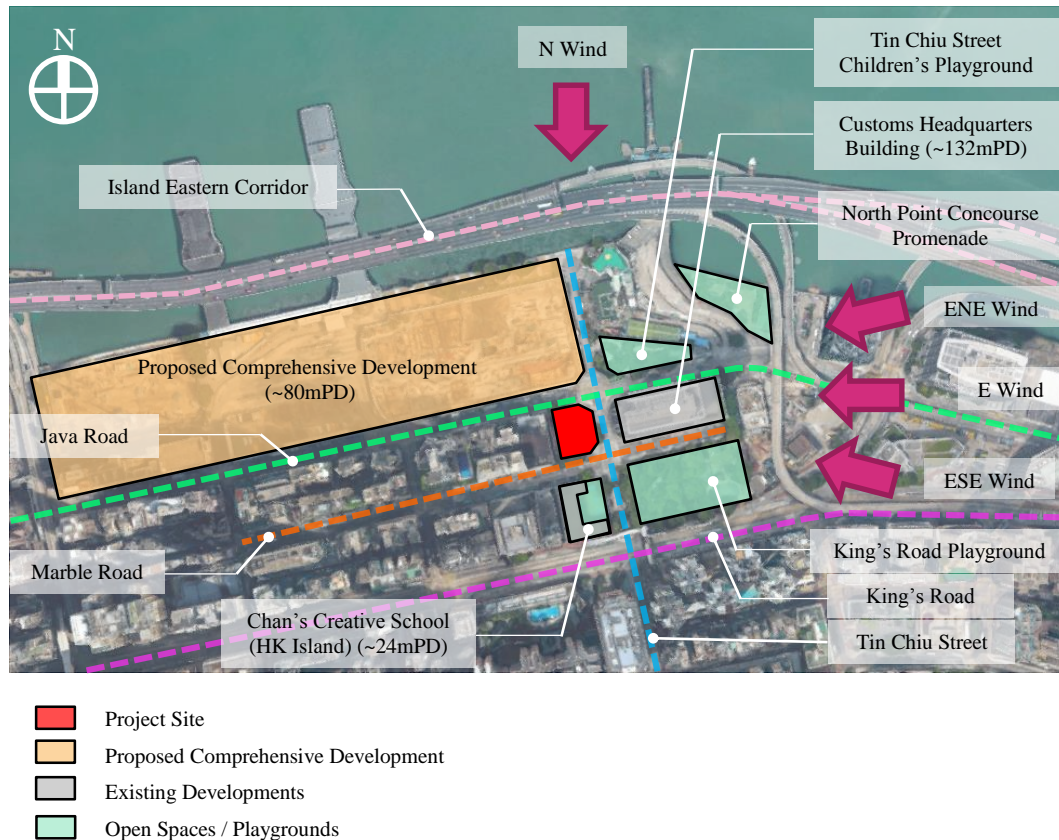 N
N Wind
Tin Chiu Street
Children's Playground
Customs Headquarters
Building (~132mPD)
Island Eastern Corridor
North Point Concourse
Promenade
ENE Wind
Proposed Comprehensive Development
(~80mPD)
E Wind
Java Road
ESE Wind
King's Road Playground
Marble Road
King's Road
Chan's Creative School
(HK Island) (~24mPD)
Tin Chiu Street
Project Site
Proposed Comprehensive Development
Existing Developments
Open Spaces / Playgrounds